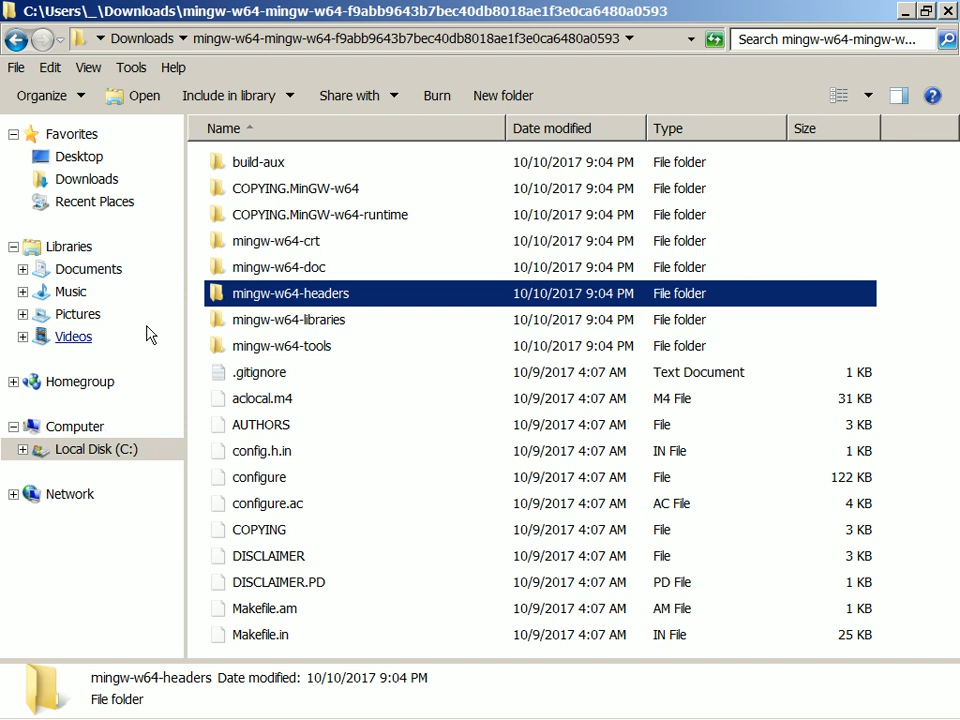 C:\Users\_\Downloads\mingw-w64-mingw-w64-f9abb9643b7bec40db8018ae1f3e0ca6480a0593
Downloads mingw-w64-mingw-w64-f9abb9643b7bec40db8018ae1f3e0ca6480a0593 Search mingw-w64-mingw-w...
File Edit View Tools Help
Organize Open Include in library Share with Burn New folder
Favorites
Desktop
Downloads
Recent Places
Libraries
Documents
Music
Pictures
Videos
Homegroup
Computer
Local Disk (C:)
Network
Name Date modified Type Size
build-aux 10/10/2017 9:04 PM File folder
COPYING.MinGW-w64 10/10/2017 9:04 PM File folder
COPYING.MinGW-w64-runtime 10/10/2017 9:04 PM File folder
mingw-w64-crt 10/10/2017 9:04 PM File folder
mingw-w64-doc 10/10/2017 9:04 PM File folder
mingw-w64-headers 10/10/2017 9:04 PM File folder
mingw-w64-libraries 10/10/2017 9:04 PM File folder
mingw-w64-tools 10/10/2017 9:04 PM File folder
.gitignore 10/9/2017 4:07 AM Text Document 1 KB
aclocal.m4 10/9/2017 4:07 AM M4 File 31 KB
AUTHORS 10/9/2017 4:07 AM File 3 KB
config.h.in 10/9/2017 4:07 AM IN File 1 KB
configure 10/9/2017 4:07 AM File 122 KB
configure.ac 10/9/2017 4:07 AM AC File 4 KB
COPYING 10/9/2017 4:07 AM File 3 KB
DISCLAIMER 10/9/2017 4:07 AM File 3 KB
DISCLAIMER.PD 10/9/2017 4:07 AM PD File 1 KB
Makefile.am 10/9/2017 4:07 AM AM File 1 KB
Makefile.in 10/9/2017 4:07 AM IN File 25 KB
mingw-w64-headers Date modified: 10/10/2017 9:04 PM
File folder